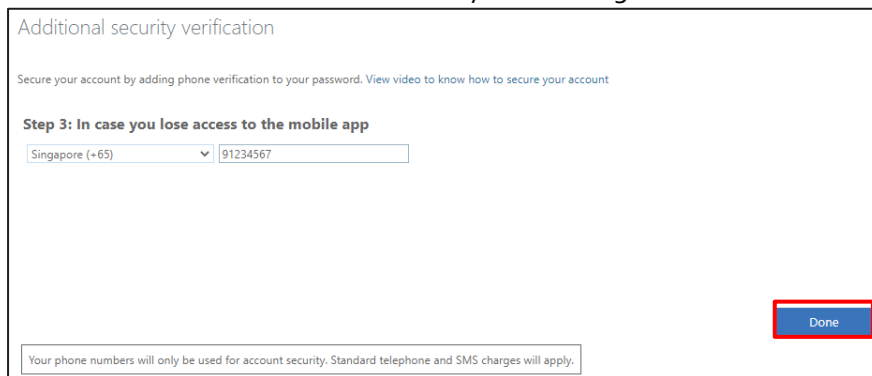 Additional security verification
Secure your account by adding phone verification to your password. View video to know how to secure your account
Step 3: In case you lose access to the mobile app
Singapore (+65) 91234567
Done
Your phone numbers will only be used for account security. Standard telephone and SMS charges will apply.